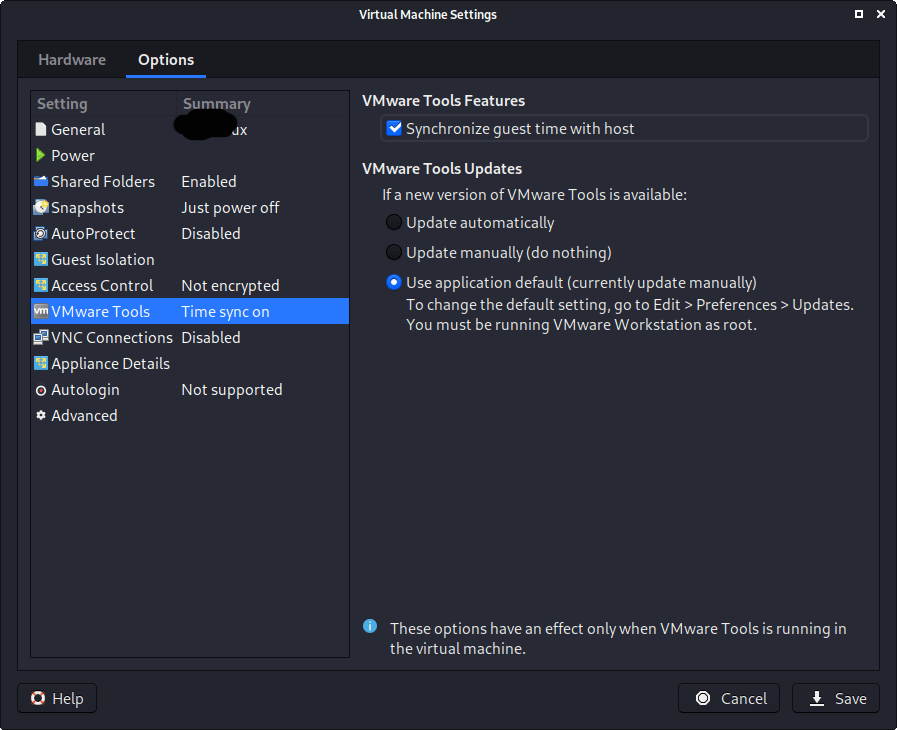 Virtual Machine Settings
Hardware Options
Setting Summary
General ux
Power
Shared Folders Enabled
Snapshots Just power off
AutoProtect Disabled
Guest Isolation
Access Control Not encrypted
vm VMware Tools Time sync on
VNC Connections Disabled
Appliance Details
Autologin Not supported
Advanced
VMware Tools Features
Synchronize guest time with host
VMware Tools Updates
If a new version of VMware Tools is available:
Update automatically
Update manually (do nothing)
Use application default (currently update manually)
To change the default setting, go to Edit > Preferences > Updates.
You must be running VMware Workstation as root.
These options have an effect only when VMware Tools is running in
the virtual machine.
Help Cancel Save